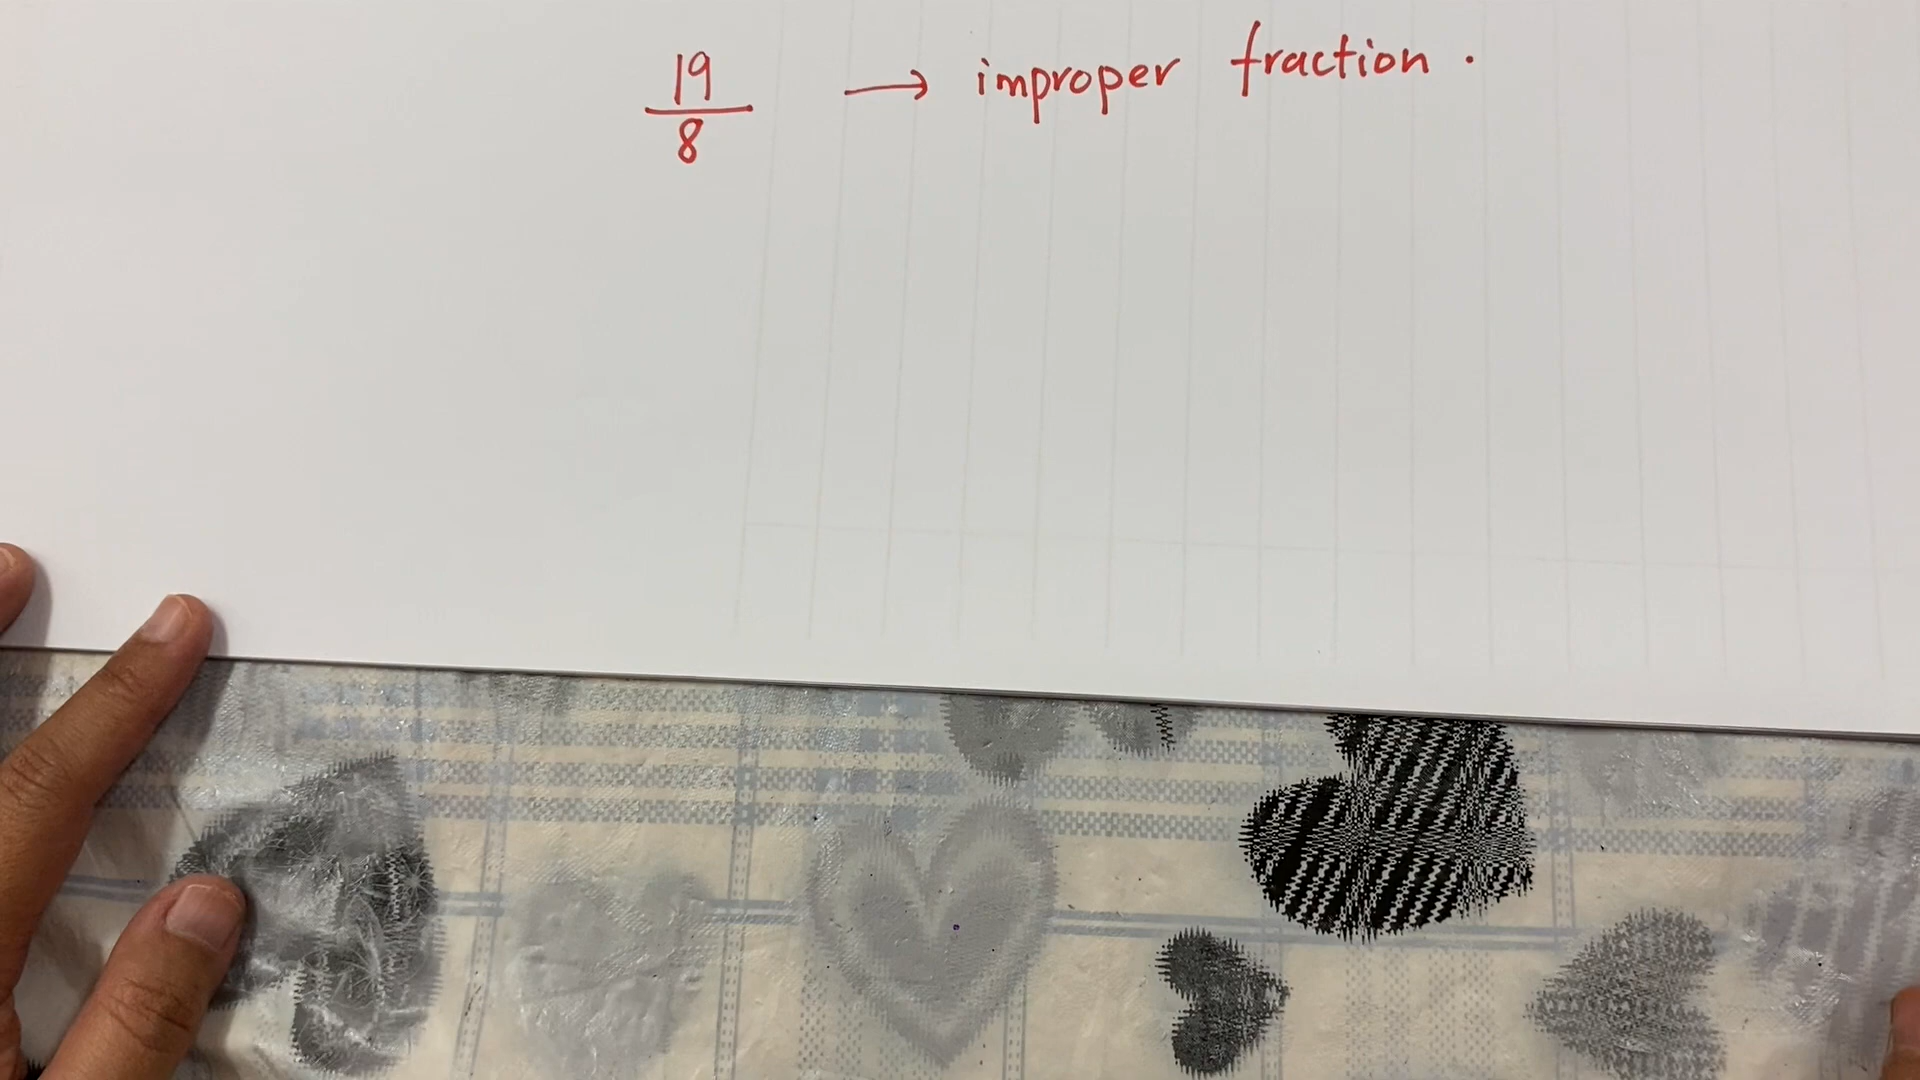 19/8 → improper fraction.